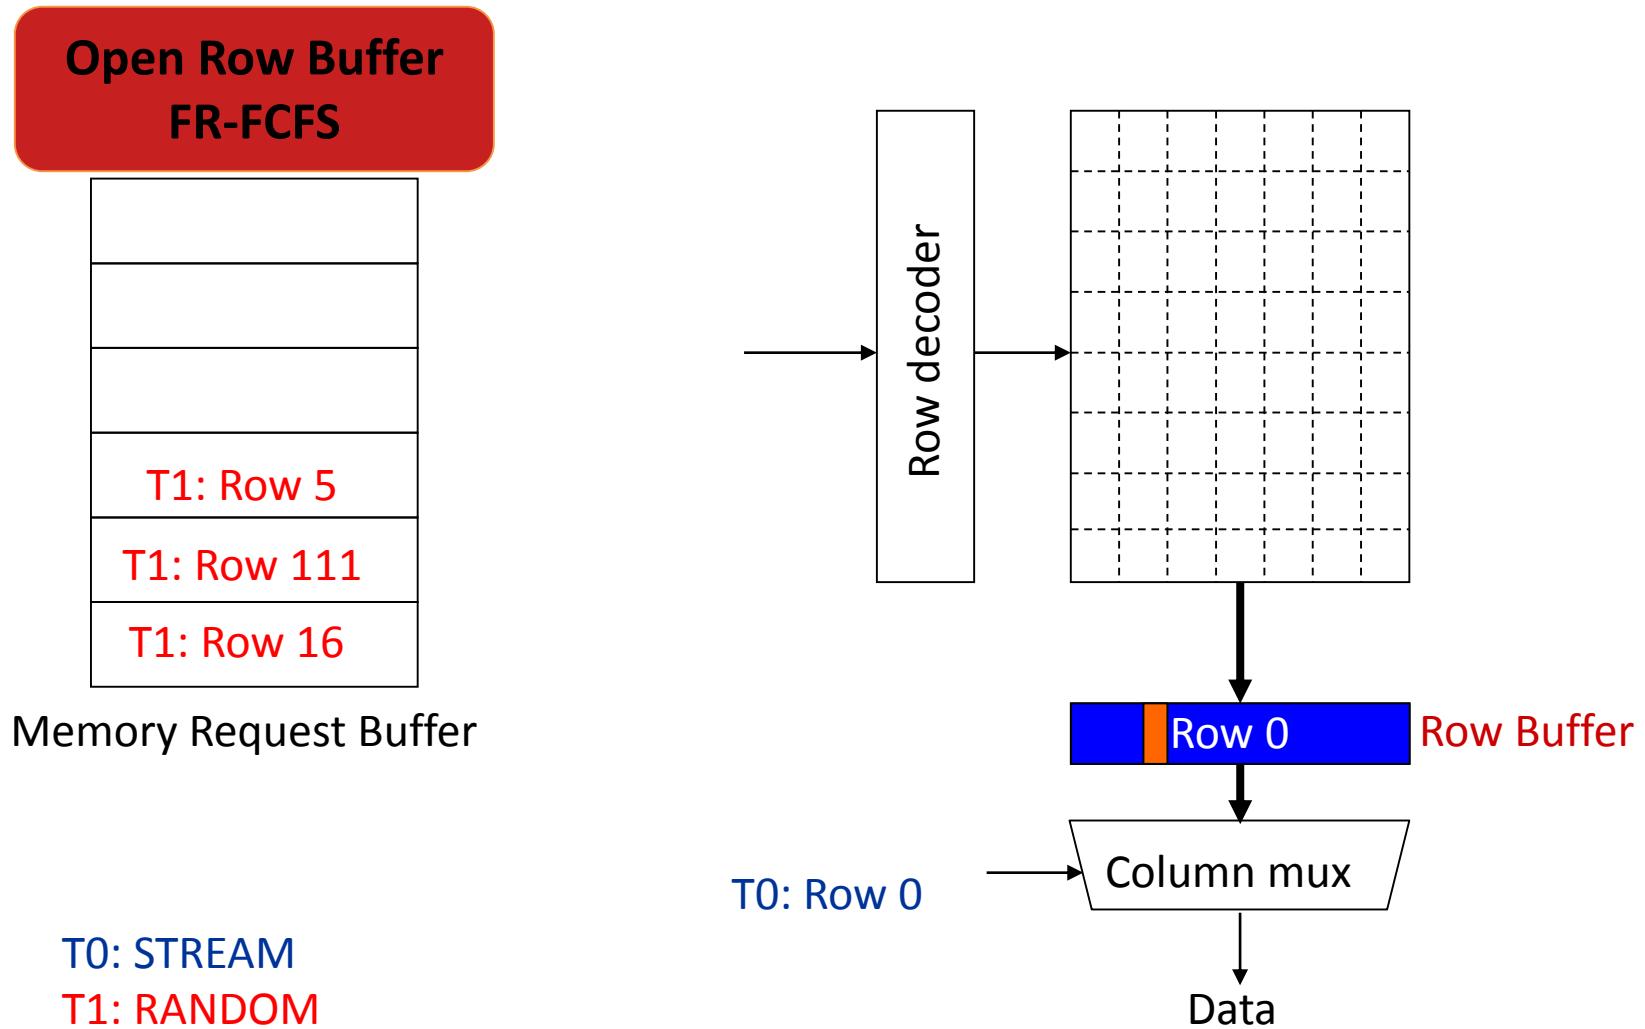 Open Row Buffer
FR-FCFS
T1: Row 5
T1: Row 111
T1: Row 16
Memory Request Buffer
T0: STREAM
T1: RANDOM
Row decoder
Row 0
Row Buffer
Column mux
T0: Row 0
Data